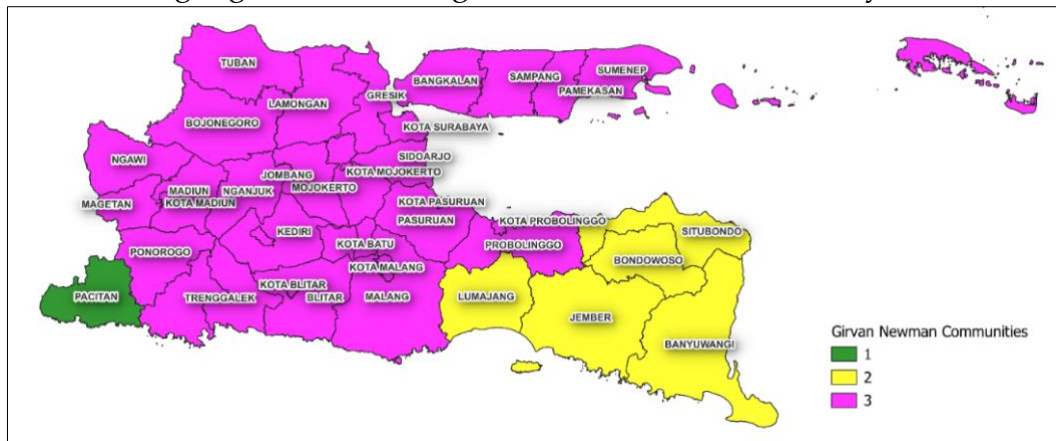 TUBAN
LAMONGAN
BOJONEGORO
GRESIK
BANGKALAN
SAMPANG
SUMENEP
PAMEKASAN
KOTA SURABAYA
NGAWI
SIDOARJO
JOMBANG
KOTA MOJOKERTO
MADIUN
NGANJUK
MOJOKERTO
MAGETAN
KOTA MADIUN
KOTA PASURUAN
PASURUAN
KOTA PROBOLINGGO
SITUBONDO
KEDIRI
PONOROGO
KOTA BATU
PROBOLINGGO
BONDOWOSO
KOTA MALANG
KOTA BLITAR
PACITAN
TRENGGALEK
BLITAR
MALANG
LUMAJANG
JEMBER
BANYUWANGI
Girvan Newman Communities
1
2
3